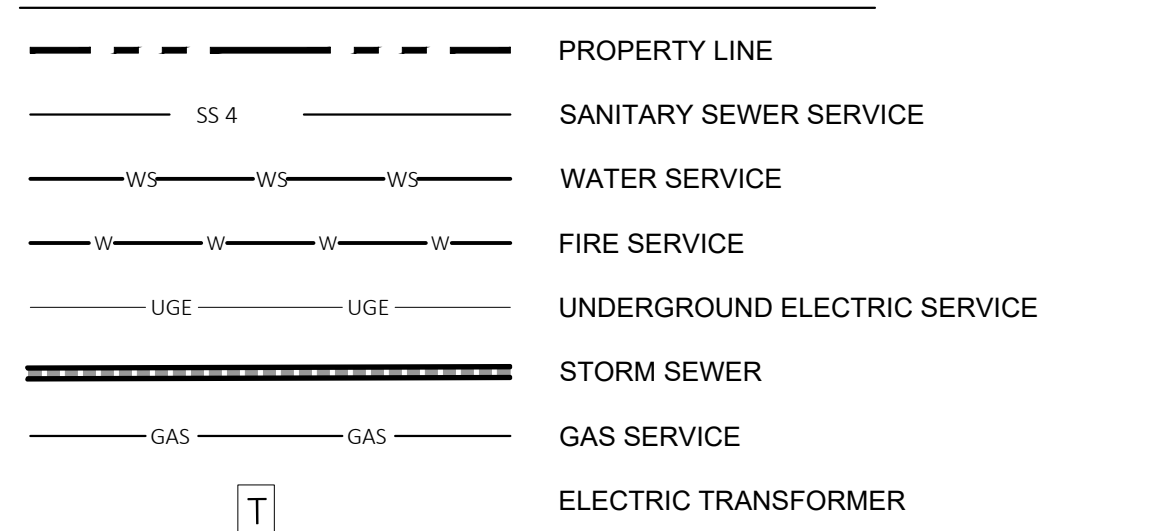 PROPERTY LINE
SS 4 SANITARY SEWER SERVICE
WS WS WS WATER SERVICE
W W W W FIRE SERVICE
UGE UGE UNDERGROUND ELECTRIC SERVICE
STORM SEWER
GAS GAS GAS SERVICE
T ELECTRIC TRANSFORMER